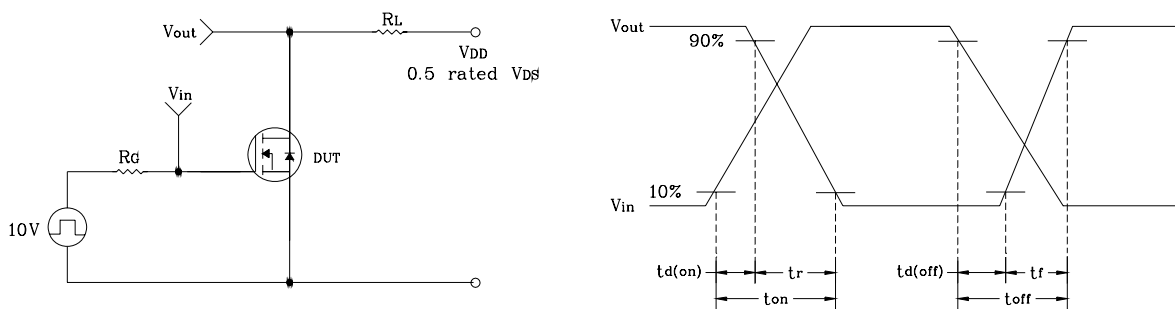 Vout
RL
VDD
0.5 rated VDS
Vin
RG
DUT
10V
Vout
90%
10%
Vin
td(on)
tr
td(off)
tf
ton
toff